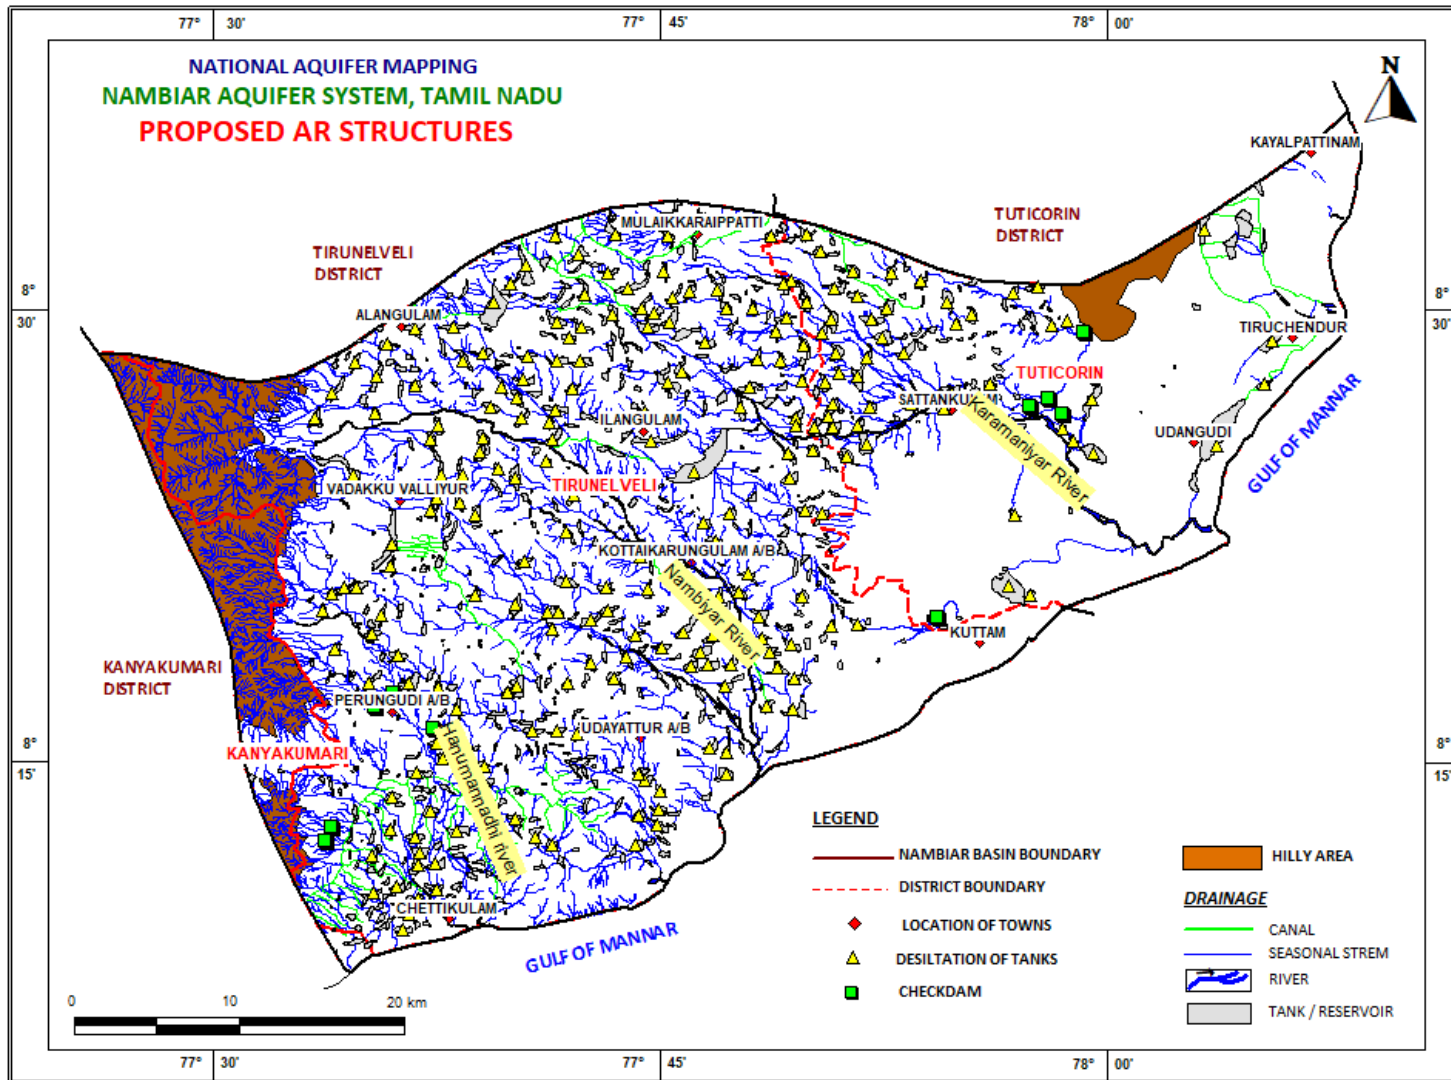 77° 30'
77° 45'
78° 00'
NATIONAL AQUIFER MAPPING
NAMBIAR AQUIFER SYSTEM, TAMIL NADU
PROPOSED AR STRUCTURES
N
KAYALPATTINAM
MULAIKKARAIPPATTI
TUTICORIN
DISTRICT
TIRUNELVELI
DISTRICT
8°
30'
8°
30'
ALANGULAM
TIRUCHENDUR
TUTICORIN
SATTANKU
M
ILANGULAM
Karamaniyar River
UDANGUDI
GULF OF MANNAR
VADAKKU VALLIYUR
TIRUNELVELI
KOTTAIKARUNGULAM A/B
Nambiyar River
KUTTAM
KANYAKUMARI
DISTRICT
PERUNGUDI A/B
UDAYATTUR A/B
Hanumannadhi river
KANYAKUMARI
8°
15'
8°
15'
CHETTIKULAM
GULF OF MANNAR
LEGEND
NAMBIAR BASIN BOUNDARY
DISTRICT BOUNDARY
LOCATION OF TOWNS
DESILTATION OF TANKS
CHECKDAM
HILLY AREA
DRAINAGE
CANAL
SEASONAL STREM
RIVER
TANK / RESERVOIR
0 10 20 km
77° 30'
77° 45'
78° 00'